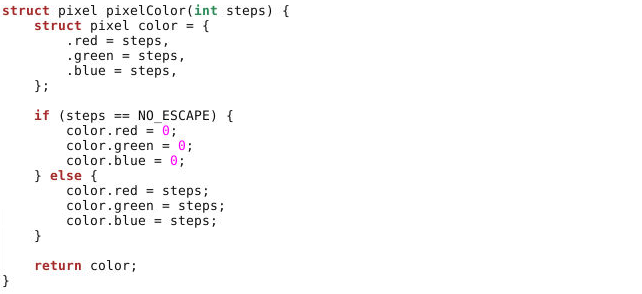 struct pixel pixelColor(int steps) {
    struct pixel color = {
        .red = steps,
        .green = steps,
        .blue = steps,
    };

    if (steps == NO_ESCAPE) {
        color.red = 0;
        color.green = 0;
        color.blue = 0;
    } else {
        color.red = steps;
        color.green = steps;
        color.blue = steps;
    }

    return color;
}